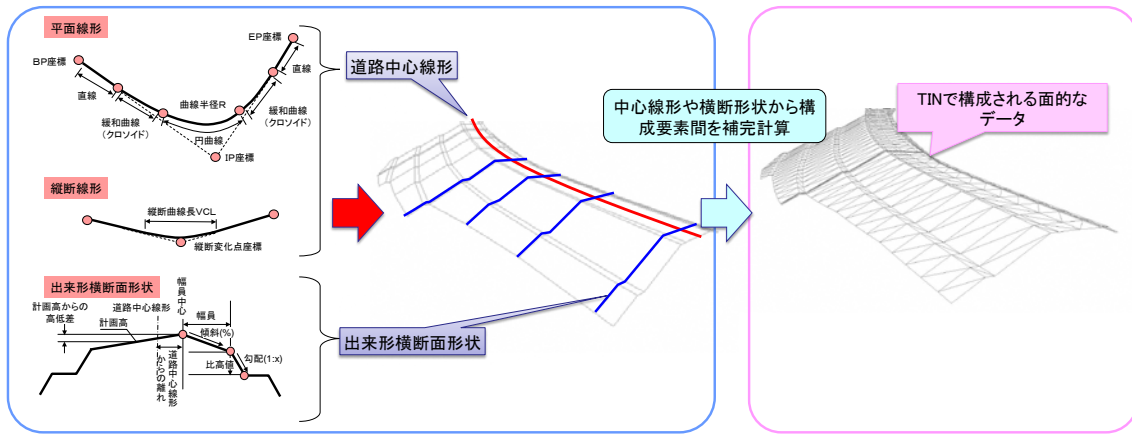 平面線形
BP座標
EP座標
直線
直線
曲線半径R
緩和曲線
（クロソイド）
緩和曲線
（クロソイド）
円曲線
IP座標
縦断線形
縦断曲線長VCL
縦断変化点座標
出来形横断面形状
計画高からの
高低差
道路中心線形
計画高
幅員中心
幅員
傾斜(%)
勾配(1:x)
比高値
道路中心線形
からの離れ
道路中心線形
出来形横断面形状
中心線形や横断形状から構
成要素間を補完計算
TINで構成される面的な
データ